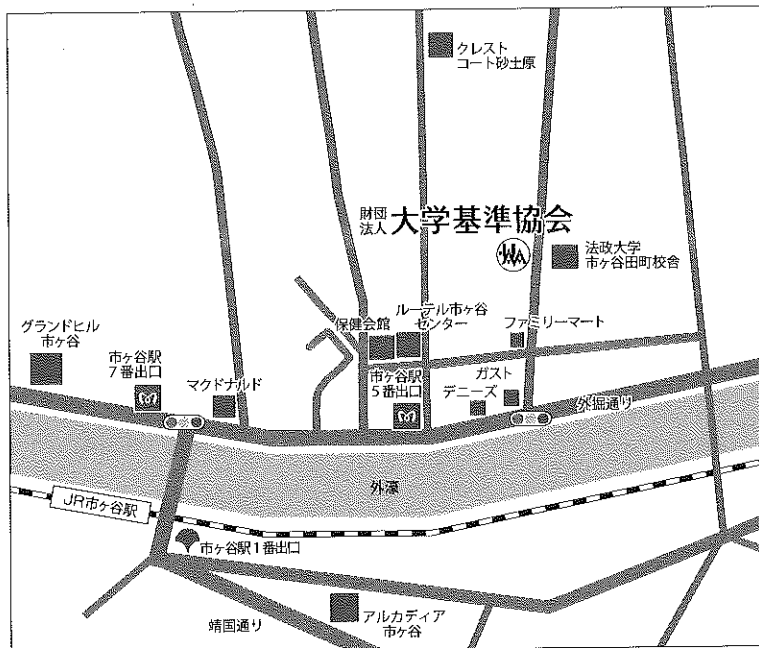 クレスト
コート砂土原
財団
法人
大学基準協会
法政大学
市ヶ谷田町校舎
ルーテル市ヶ谷
センター
保健会館
ファミリーマート
グランドヒル
市ヶ谷
市ヶ谷駅
7番出口
マクドナルド
市ヶ谷駅
5番出口
ガスト
デニーズ
外掘通り
外濠
JR市ヶ谷駅
市ヶ谷駅1番出口
アルカディア
市ヶ谷
靖国通り